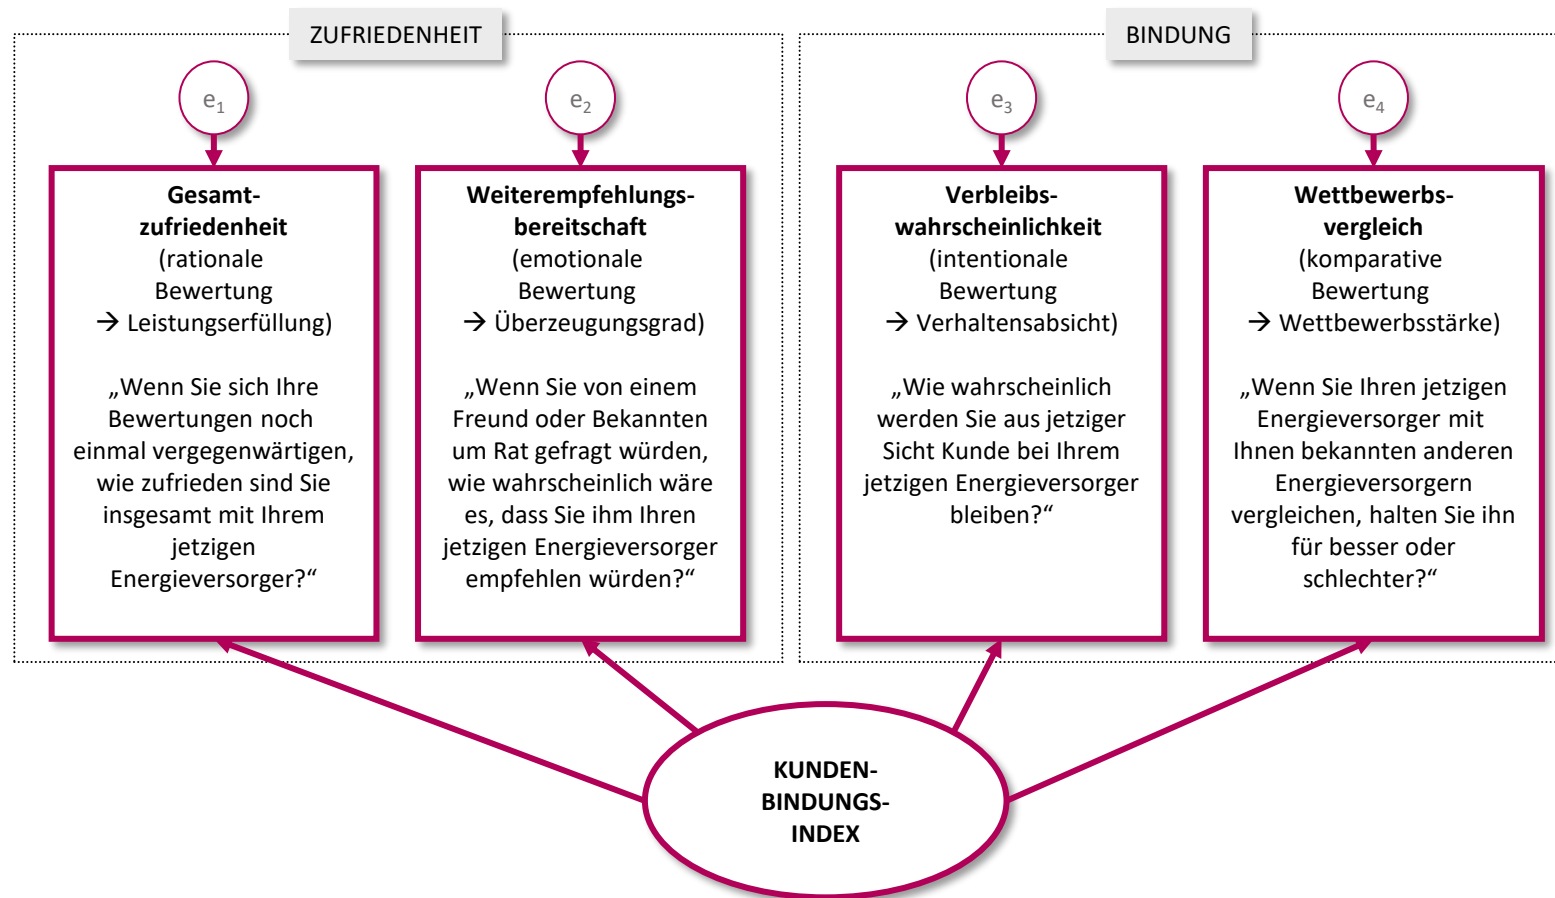 ZUFRIEDENHEIT
e1
e2
Gesamt-
zufriedenheit
(rationale
Bewertung
→ Leistungserfüllung)
„Wenn Sie sich Ihre
Bewertungen noch
einmal vergegenwärtigen,
wie zufrieden sind Sie
insgesamt mit Ihrem
jetzigen
Energieversorger?“
Weiterempfehlungs-
bereitschaft
(emotionale
Bewertung
→ Überzeugungsgrad)
„Wenn Sie von einem
Freund oder Bekannten
um Rat gefragt würden,
wie wahrscheinlich wäre
es, dass Sie ihm Ihren
jetzigen Energieversorger
empfehlen würden?“
BINDUNG
e3
e4
Verbleibs-
wahrscheinlichkeit
(intentionale
Bewertung
→ Verhaltensabsicht)
„Wie wahrscheinlich
werden Sie aus jetziger
Sicht Kunde bei Ihrem
jetzigen Energieversorger
bleiben?“
Wettbewerbs-
vergleich
(komparative
Bewertung
→ Wettbewerbsstärke)
„Wenn Sie Ihren jetzigen
Energieversorger mit
Ihnen bekannten anderen
Energieversorgern
vergleichen, halten Sie ihn
für besser oder
schlechter?“
KUNDEN-
BINDUNGS-
INDEX